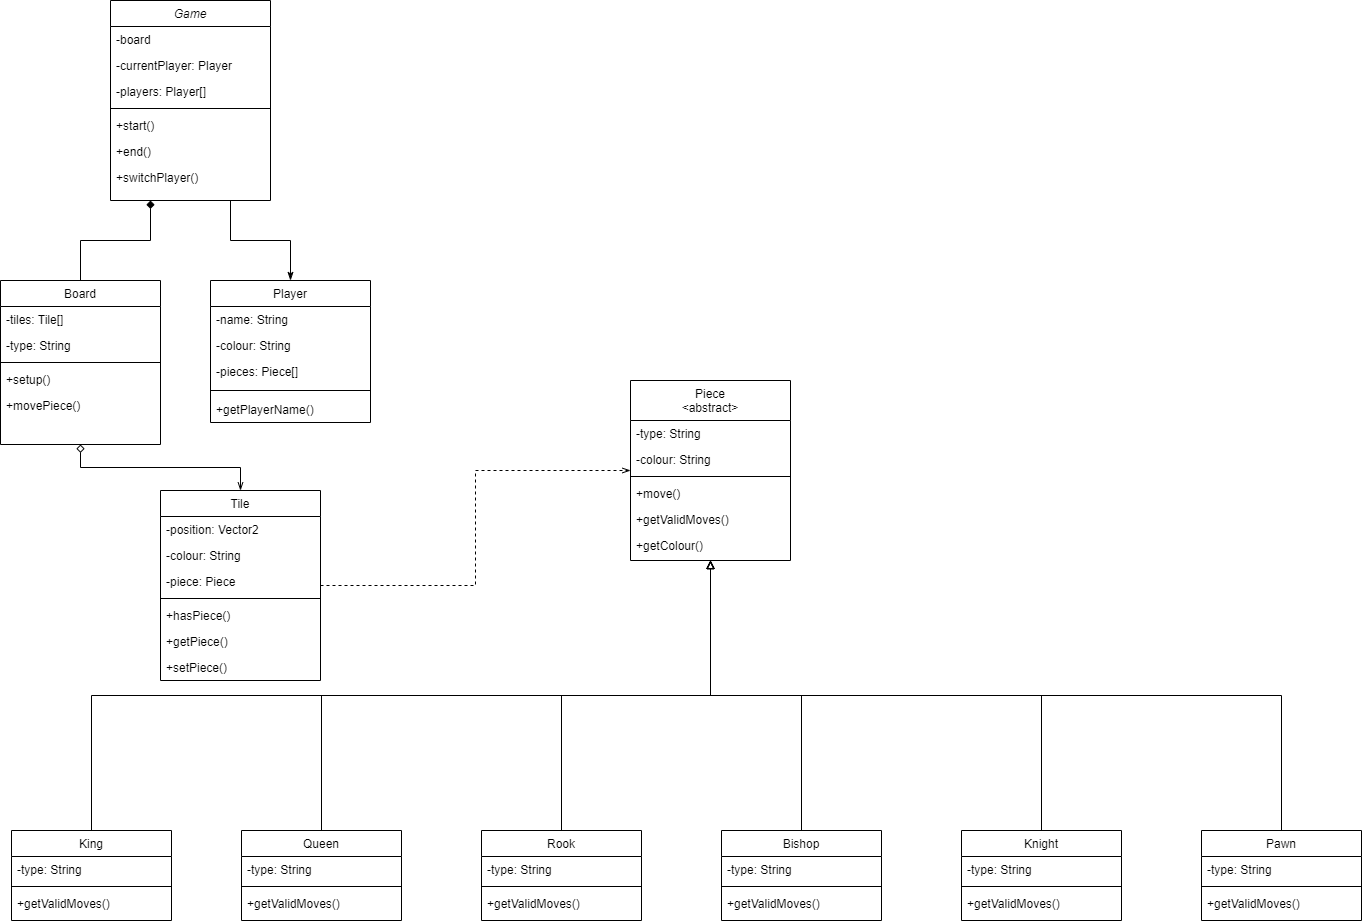 Game
-board
-currentPlayer: Player
-players: Player[]
+start()
+end()
+switchPlayer()
Board
-tiles: Tile[]
-type: String
+setup()
+movePiece()
Player
-name: String
-colour: String
-pieces: Piece[]
+getPlayerName()
Piece
<abstract>
-type: String
-colour: String
+move()
+getValidMoves()
+getColour()
Tile
-position: Vector2
-colour: String
-piece: Piece
+hasPiece()
+getPiece()
+setPiece()
King
-type: String
+getValidMoves()
Queen
-type: String
+getValidMoves()
Rook
-type: String
+getValidMoves()
Bishop
-type: String
+getValidMoves()
Knight
-type: String
+getValidMoves()
Pawn
-type: String
+getValidMoves()